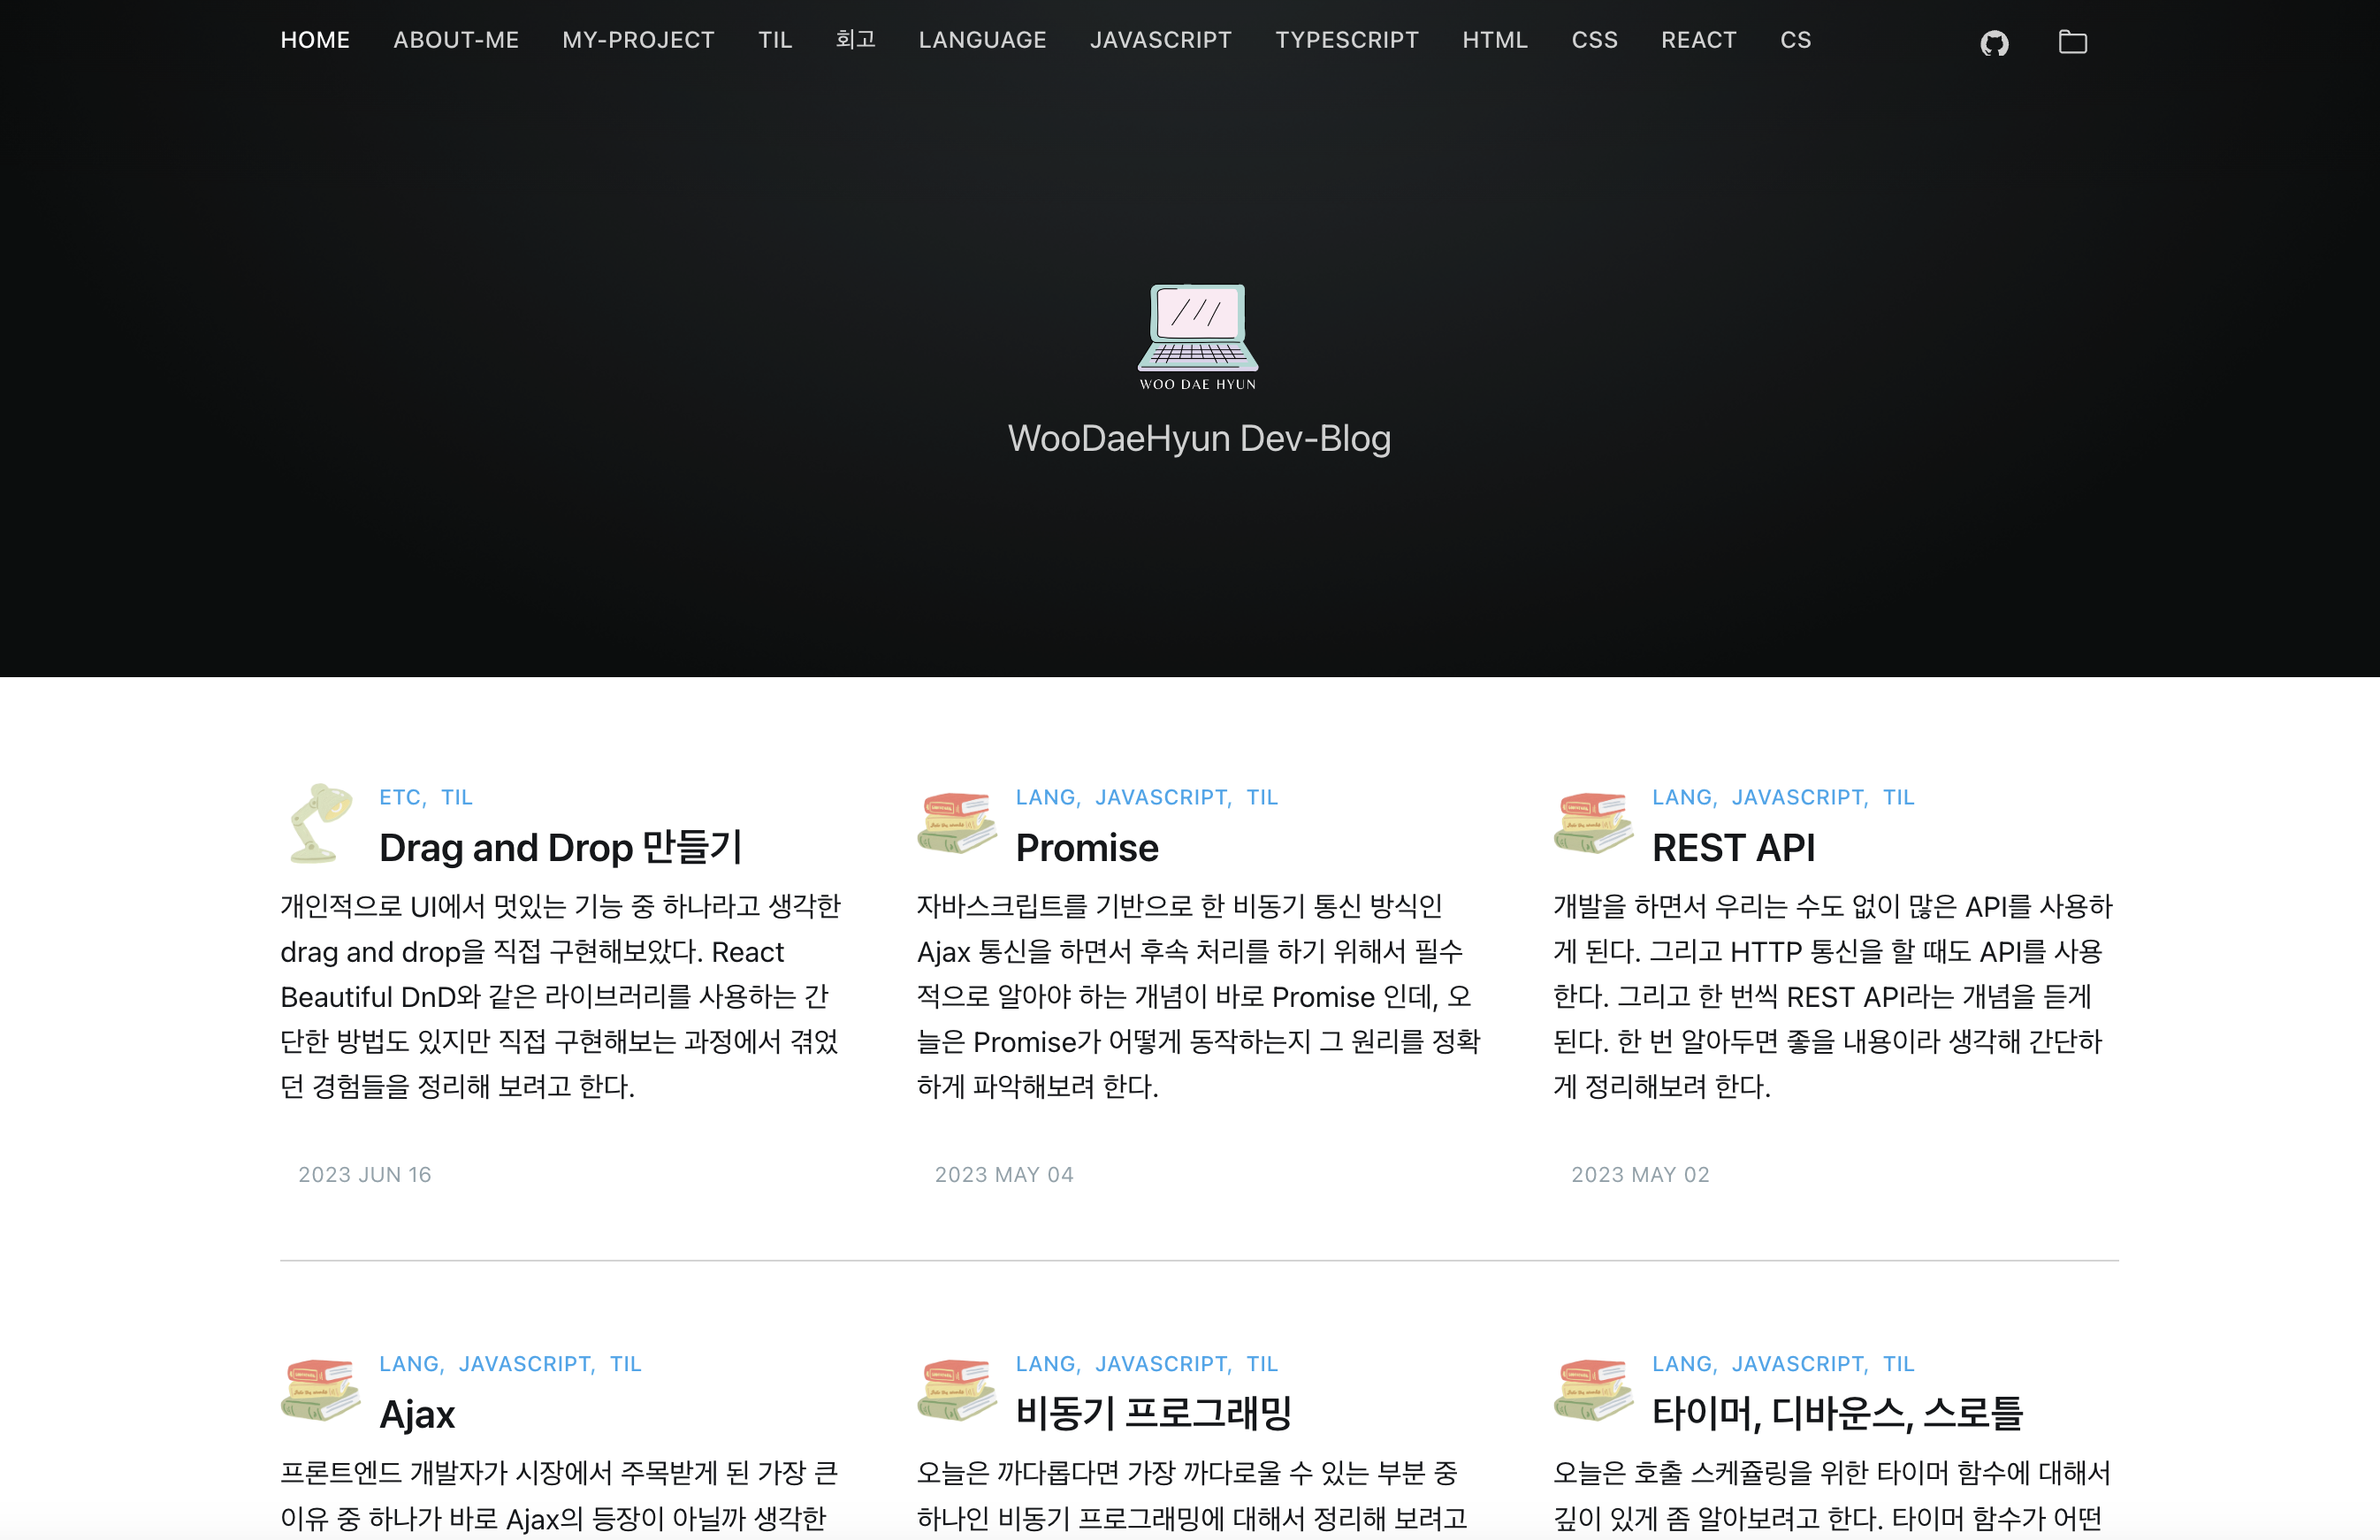 HOME ABOUT-ME MY-PROJECT TIL 회고 LANGUAGE JAVASCRIPT TYPESCRIPT HTML CSS REACT CS
WOO DAE HYUN
WooDaeHyun Dev-Blog
ETC, TIL
Drag and Drop 만들기
개인적으로 UI에서 멋있는 기능 중 하나라고 생각한
drag and drop을 직접 구현해보았다. React
Beautiful DnD와 같은 라이브러리를 사용하는 간
단한 방법도 있지만 직접 구현해보는 과정에서 겪었
던 경험들을 정리해 보려고 한다.
2023 JUN 16
LANG, JAVASCRIPT, TIL
Promise
자바스크립트를 기반으로 한 비동기 통신 방식인
Ajax 통신을 하면서 후속 처리를 하기 위해서 필수
적으로 알아야 하는 개념이 바로 Promise 인데, 오
늘은 Promise가 어떻게 동작하는지 그 원리를 정확
하게 파악해보려 한다.
2023 MAY 04
LANG, JAVASCRIPT, TIL
REST API
개발을 하면서 우리는 수도 없이 많은 API를 사용하
게 된다. 그리고 HTTP 통신을 할 때도 API를 사용
한다. 그리고 한 번씩 REST API라는 개념을 듣게
된다. 한 번 알아두면 좋을 내용이라 생각해 간단하
게 정리해보려 한다.
2023 MAY 02
LANG, JAVASCRIPT, TIL
Ajax
프론트엔드 개발자가 시장에서 주목받게 된 가장 큰
이유 중 하나가 바로 Ajax의 등장이 아닐까 생각한
LANG, JAVASCRIPT, TIL
비동기 프로그래밍
오늘은 까다롭다면 가장 까다로울 수 있는 부분 중
하나인 비동기 프로그래밍에 대해서 정리해 보려고
LANG, JAVASCRIPT, TIL
타이머, 디바운스, 스로틀
오늘은 호출 스케쥴링을 위한 타이머 함수에 대해서
깊이 있게 좀 알아보려고 한다. 타이머 함수가 어떤